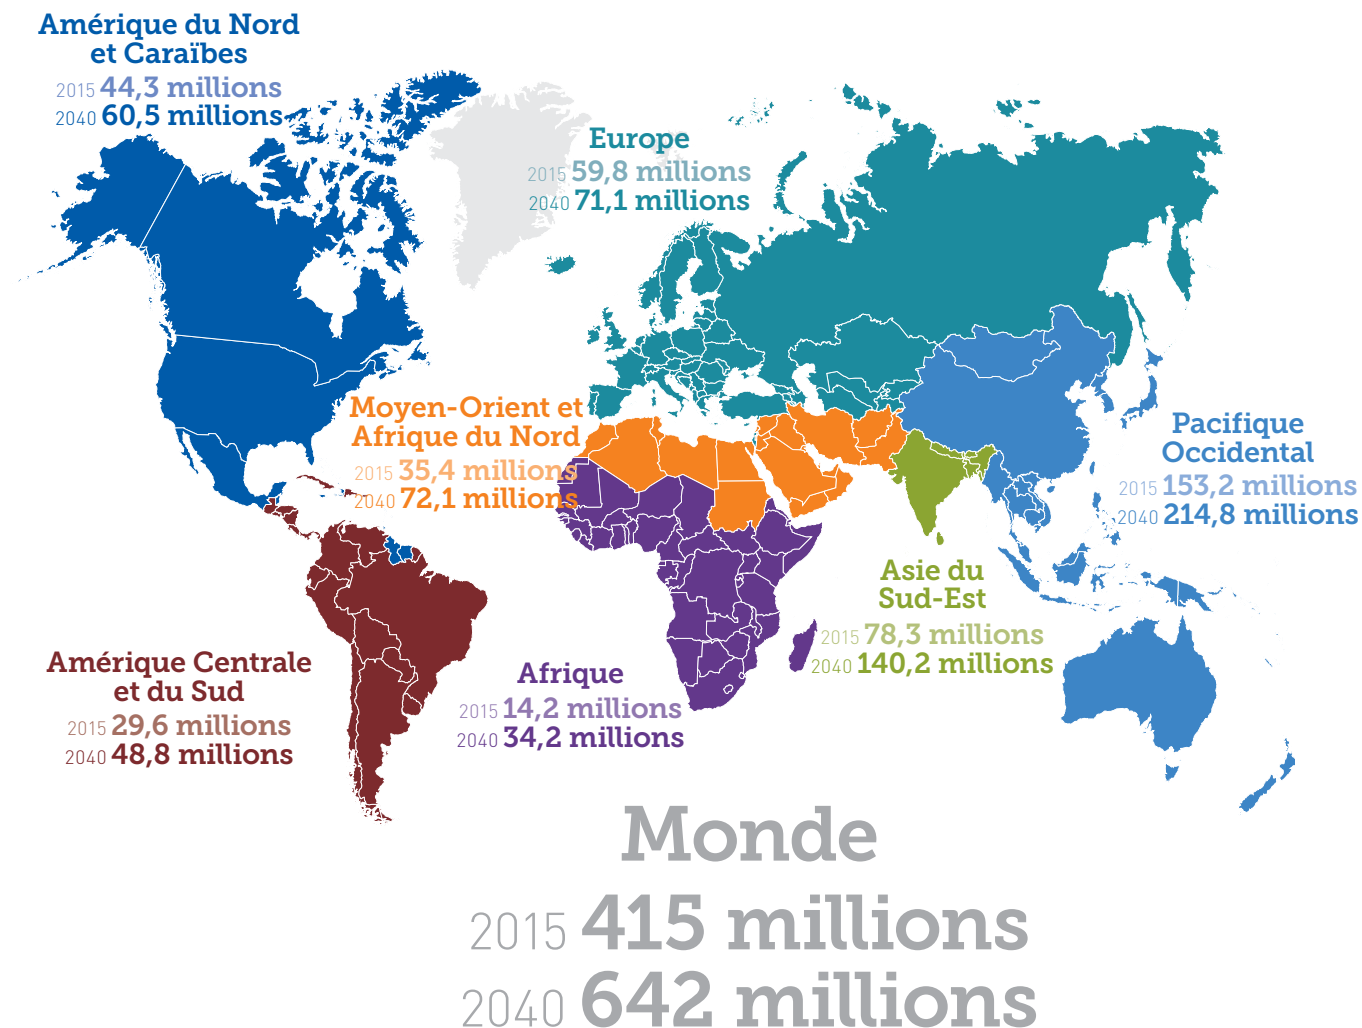 Amérique du Nord
et Caraïbes
2015 44,3 millions
2040 60,5 millions
Europe
2015 59,8 millions
2040 71,1 millions
Moyen-Orient et
Afrique du Nord
2015 35,4 millions
2040 72,1 millions
Pacifique
Occidental
2015 153,2 millions
2040 214,8 millions
Asie du
Sud-Est
2015 78,3 millions
2040 140,2 millions
Amérique Centrale
et du Sud
2015 29,6 millions
2040 48,8 millions
Afrique
2015 14,2 millions
2040 34,2 millions
Monde
2015 415 millions
2040 642 millions